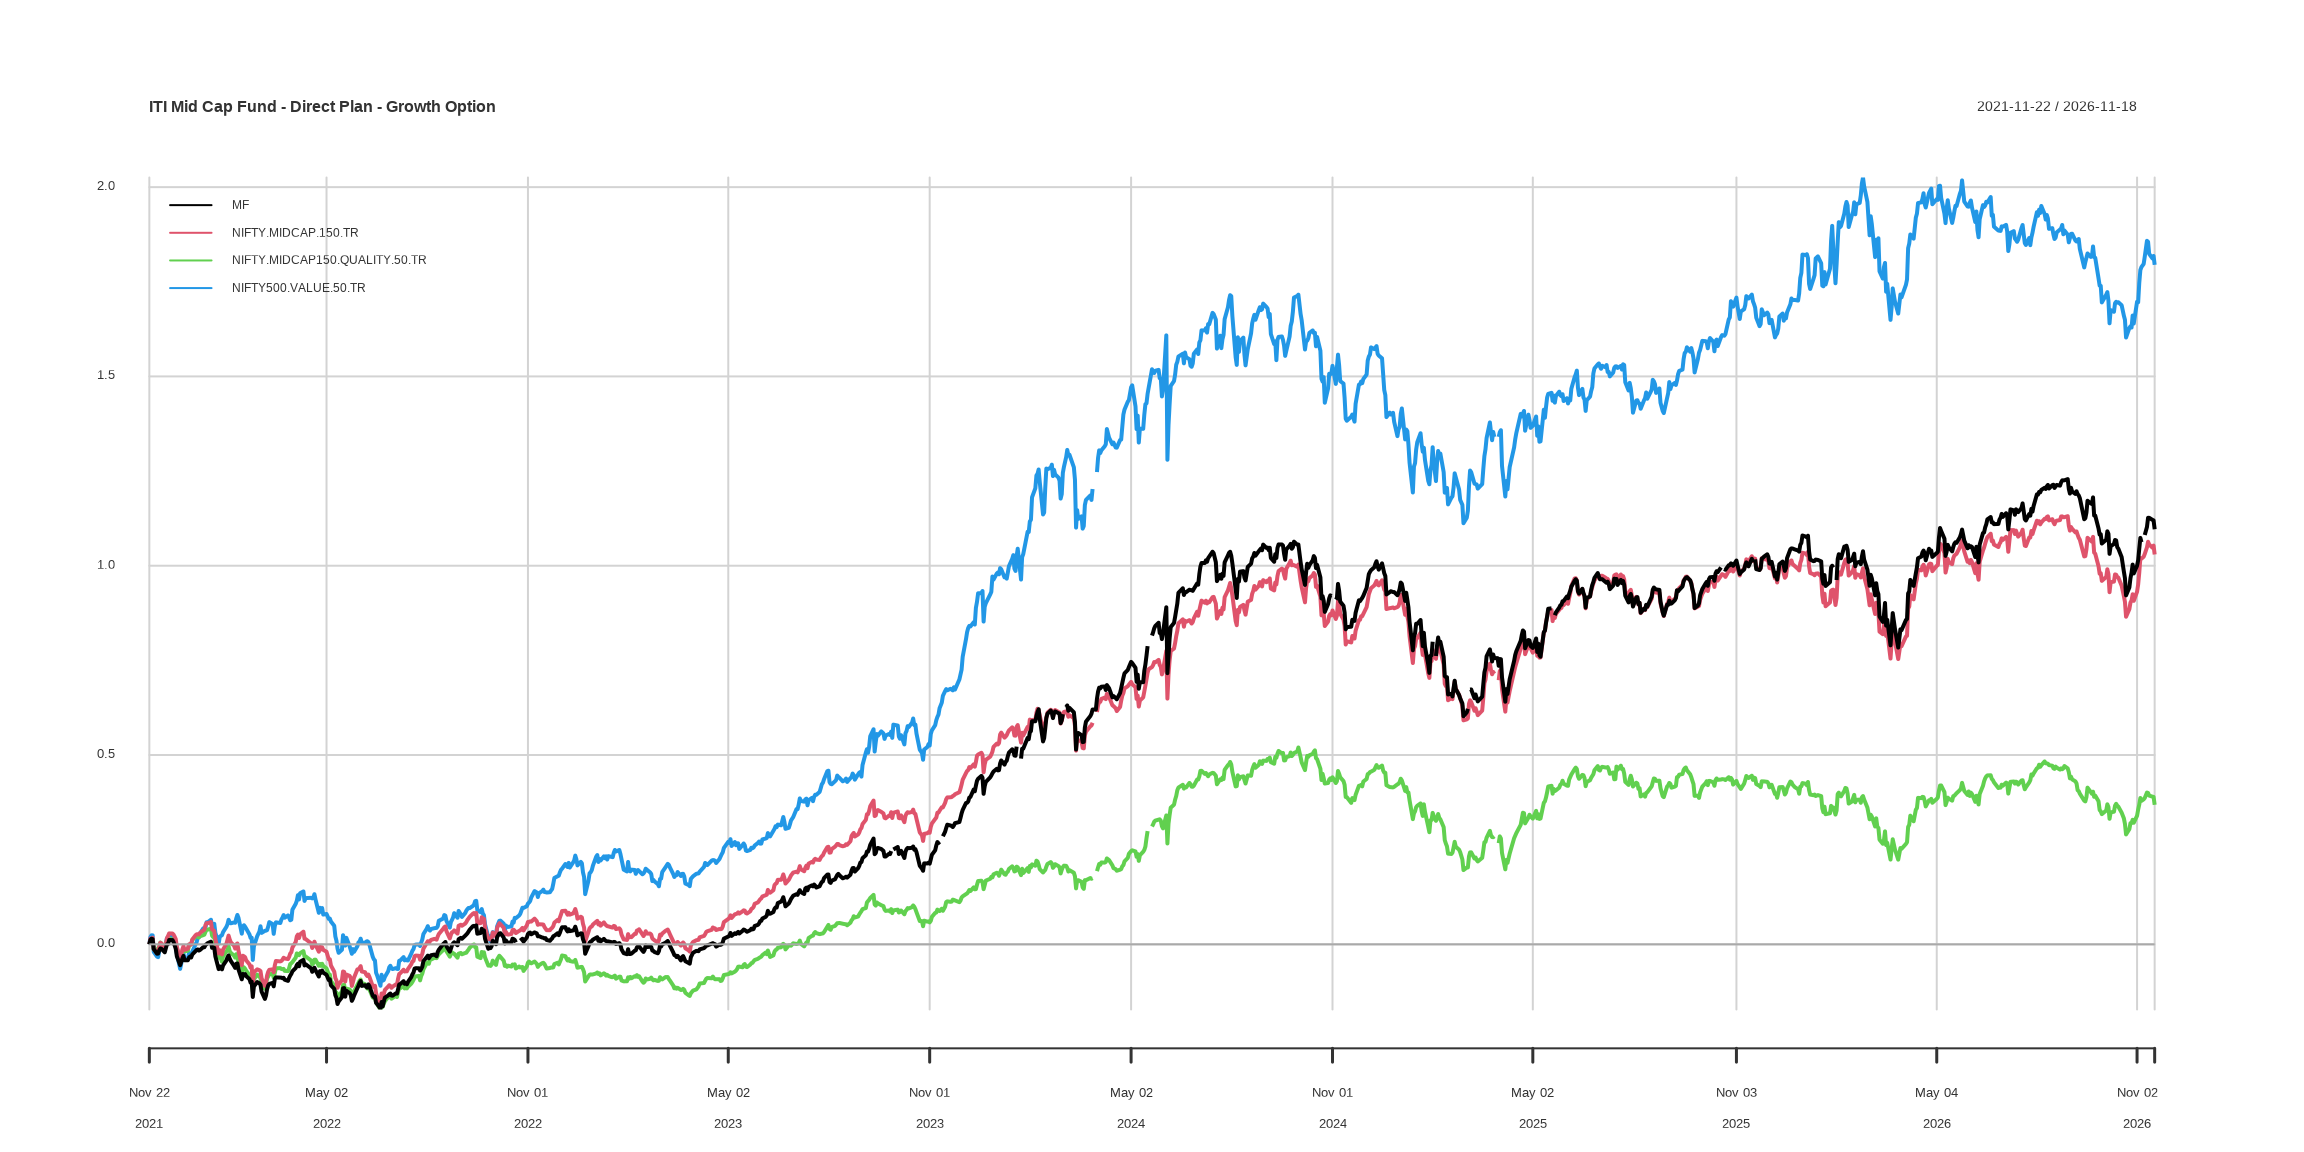 ITI Mid Cap Fund - Direct Plan - Growth Option
2021-11-22 / 2026-11-18
2.0
MF
NIFTY.MIDCAP.150.TR
NIFTY.MIDCAP150.QUALITY.50.TR
NIFTY500.VALUE.50.TR
1.5
1.0
0.5
0.0
Nov 22 May 02 Nov 01 May 02 Nov 01 May 02 Nov 01 May 02 Nov 03 May 04 Nov 02
2021 2022 2022 2023 2023 2024 2024 2025 2025 2026 2026